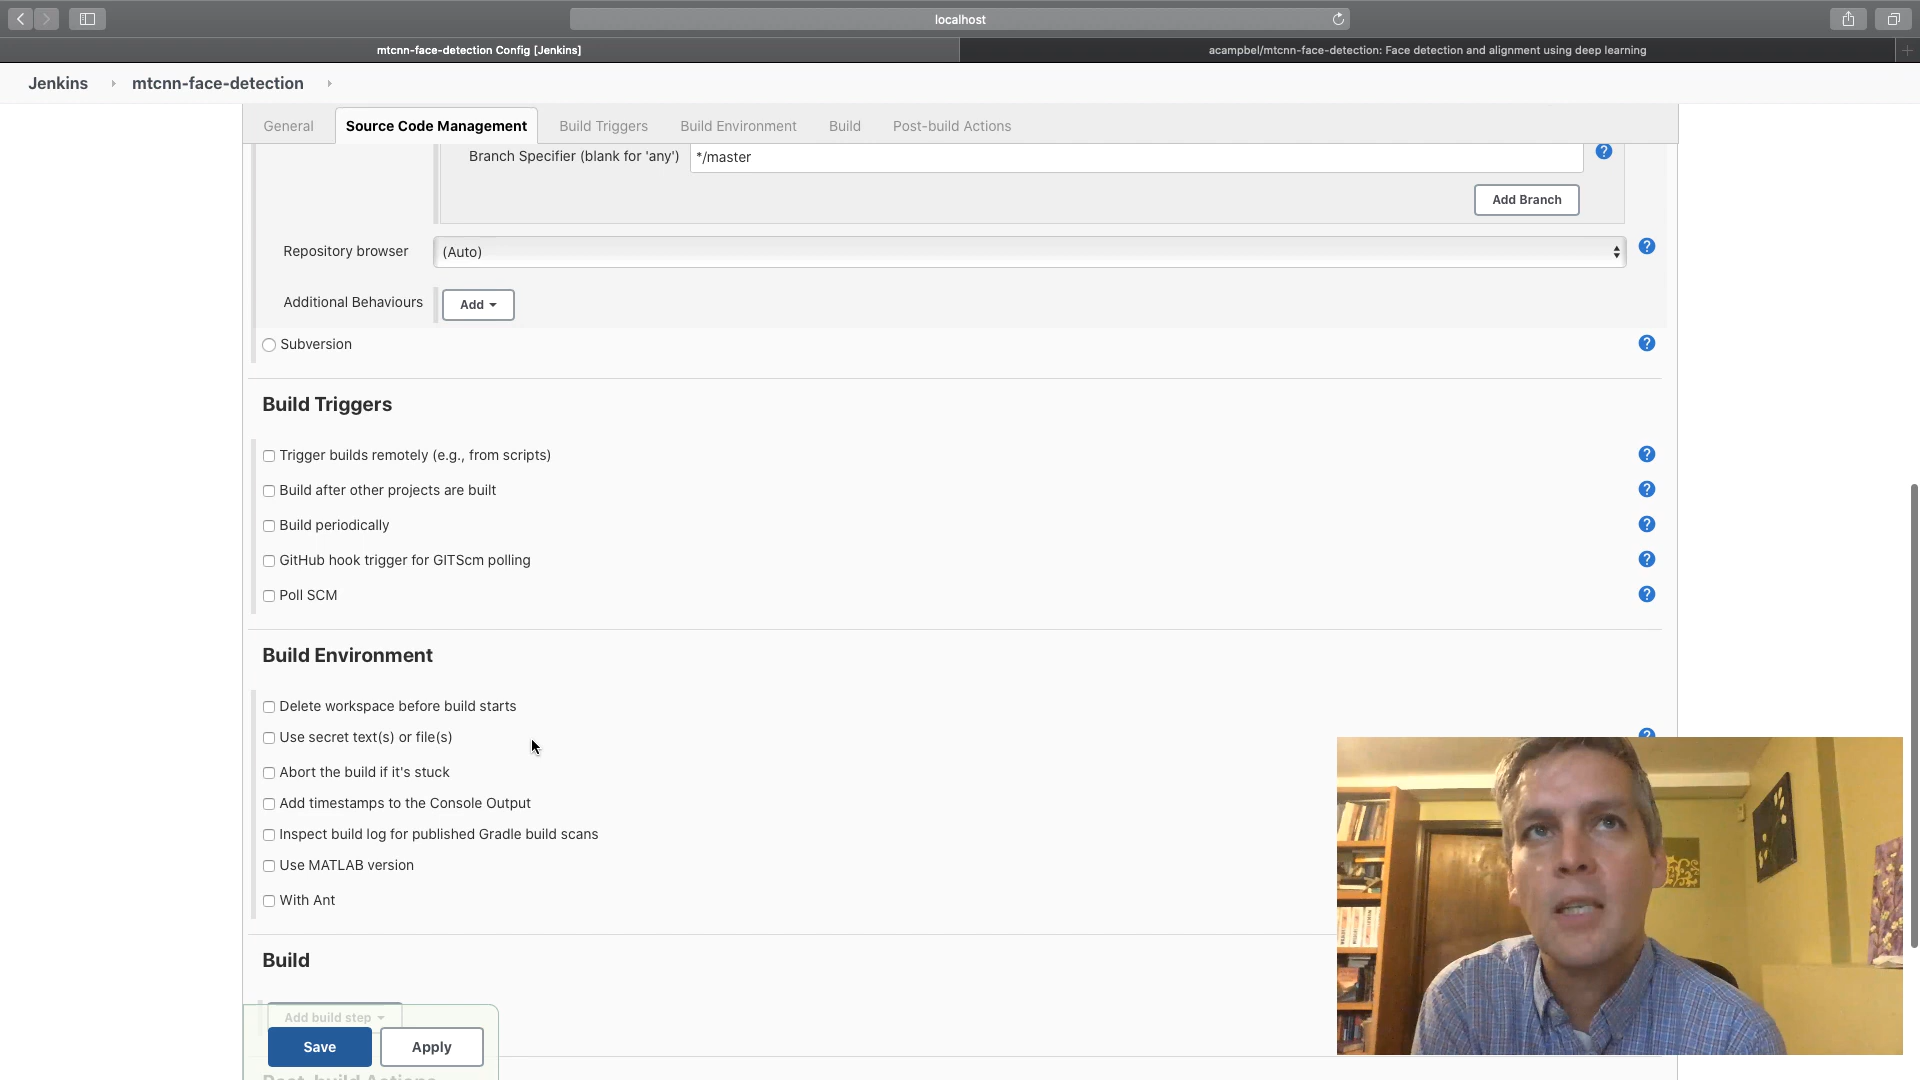 localhost
mtcnn-face-detection Config [Jenkins]
acampbel/mtcnn-face-detection: Face detection and alignment using deep learning
Jenkins
mtcnn-face-detection
General
Source Code Management
Build Triggers
Build Environment
Build
Post-build Actions
Branch Specifier (blank for 'any')
*/master
?
Add Branch
Repository browser
(Auto)
?
Additional Behaviours
Add
Subversion
?
Build Triggers
Trigger builds remotely (e.g., from scripts)
?
Build after other projects are built
?
Build periodically
?
GitHub hook trigger for GITScm polling
?
Poll SCM
?
Build Environment
Delete workspace before build starts
Use secret text(s) or file(s)
?
Abort the build if it's stuck
Add timestamps to the Console Output
Inspect build log for published Gradle build scans
Use MATLAB version
With Ant
Build
Add build step
Save
Apply
Post-build Actions